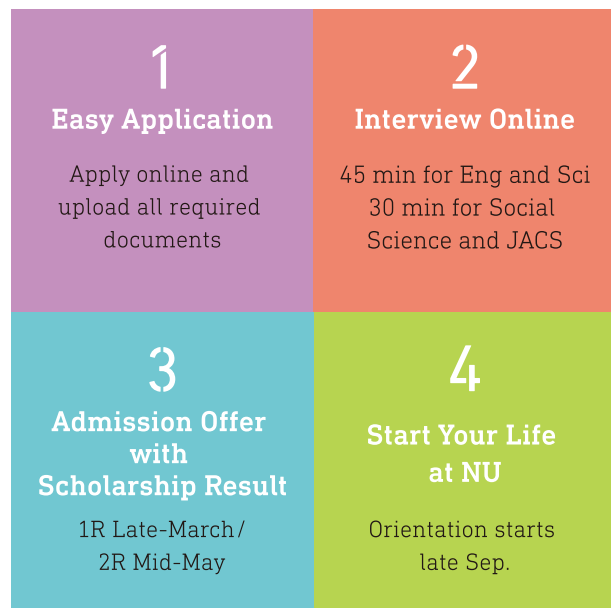 1
Easy Application
Apply online and
upload all required
documents
2
Interview Online
45 min for Eng and Sci
30 min for Social
Science and JACS
3
Admission Offer
with
Scholarship Result
1R Late-March/
2R Mid-May
4
Start Your Life
at NU
Orientation starts
late Sep.